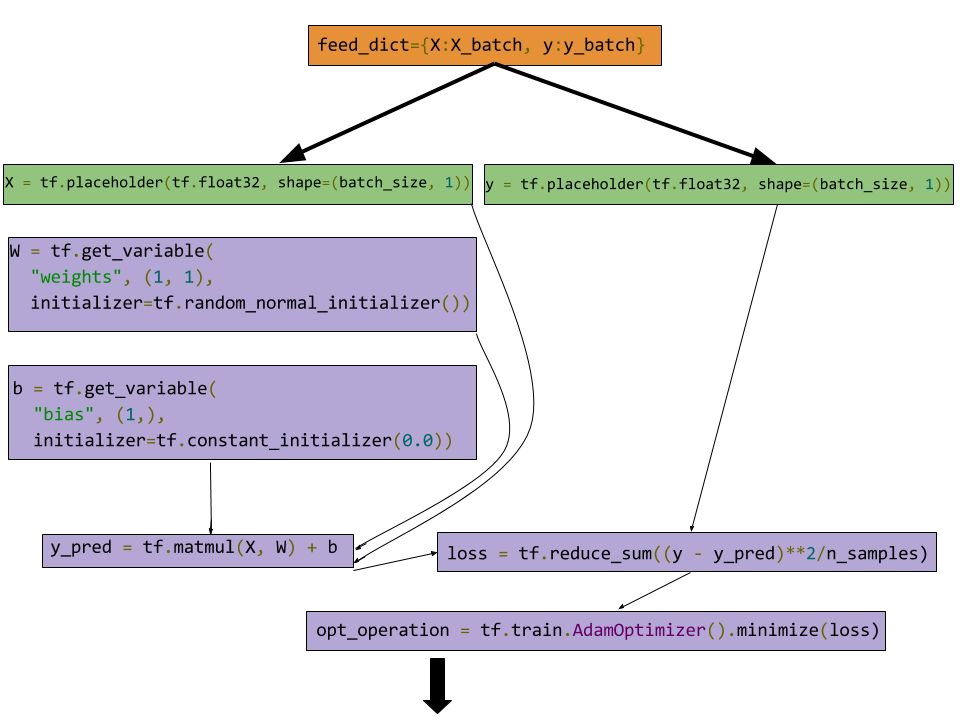 feed_dict={X:X_batch, y:y_batch}
X = tf.placeholder(tf.float32, shape=(batch_size, 1))
y = tf.placeholder(tf.float32, shape=(batch_size, 1))
W = tf.get_variable(
"weights", (1, 1),
initializer=tf.random_normal_initializer())
b = tf.get_variable(
"bias", (1,),
initializer=tf.constant_initializer(0.0))
y_pred = tf.matmul(X, W) + b
loss = tf.reduce_sum((y - y_pred)**2/n_samples)
opt_operation = tf.train.AdamOptimizer().minimize(loss)